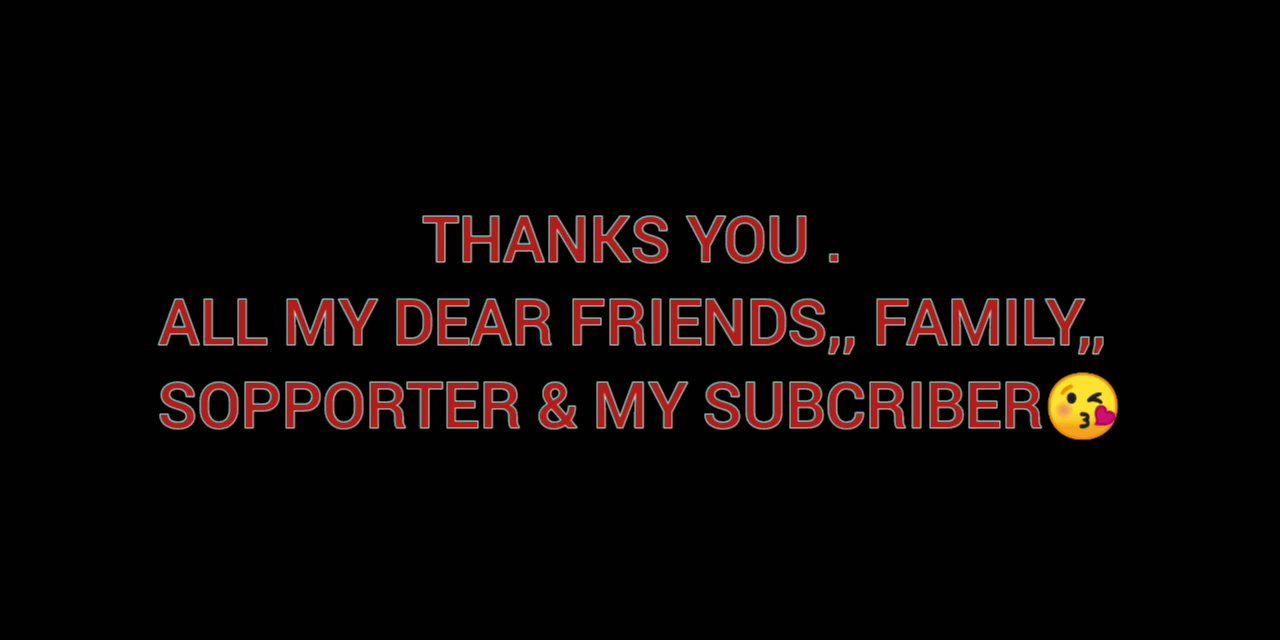 THANKS YOU .
ALL MY DEAR FRIENDS,, FAMILY,,
SOPPORTER & MY SUBCRIBER😘